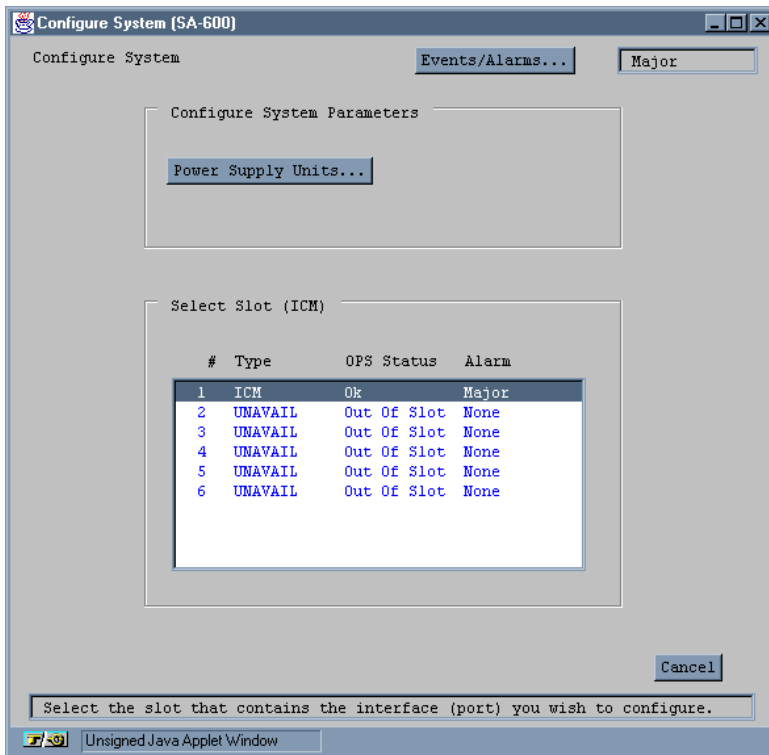 Configure System (SA-600)
Configure System Events/Alarms... Major
Configure System Parameters
Power Supply Units...
Select Slot (ICM)
# Type OPS Status Alarm
1 ICM Ok Major
2 UNAVAIL Out Of Slot None
3 UNAVAIL Out Of Slot None
4 UNAVAIL Out Of Slot None
5 UNAVAIL Out Of Slot None
6 UNAVAIL Out Of Slot None
Cancel
Select the slot that contains the interface (port) you wish to configure.
Unsigned Java Applet Window